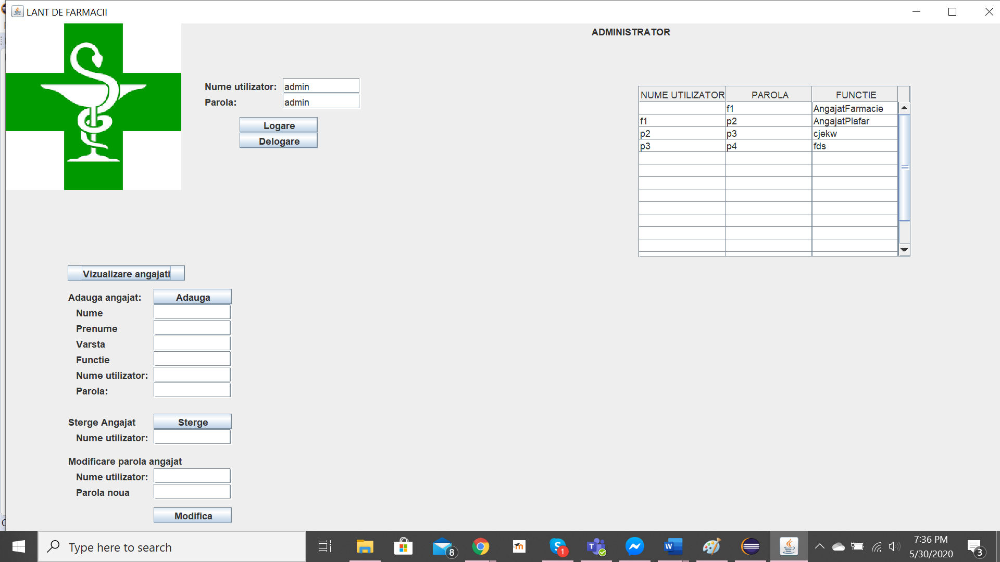 LANT DE FARMACII
ADMINISTRATOR
Nume utilizator: admin
Parola: admin
Logare
Delogare
NUME UTILIZATOR PAROLA FUNCTIE
f1 AngajatFarmacie
f1 p2 AngajatPlafar
p2 p3 cjekw
p3 p4 fds
Vizualizare angajati
Adauga angajat: Adauga
Nume
Prenume
Varsta
Functie
Nume utilizator:
Parola:
Sterge Angajat Sterge
Nume utilizator:
Modificare parola angajat
Nume utilizator:
Parola noua
Modifica
Type here to search
8
1
7:36 PM
5/30/2020
3